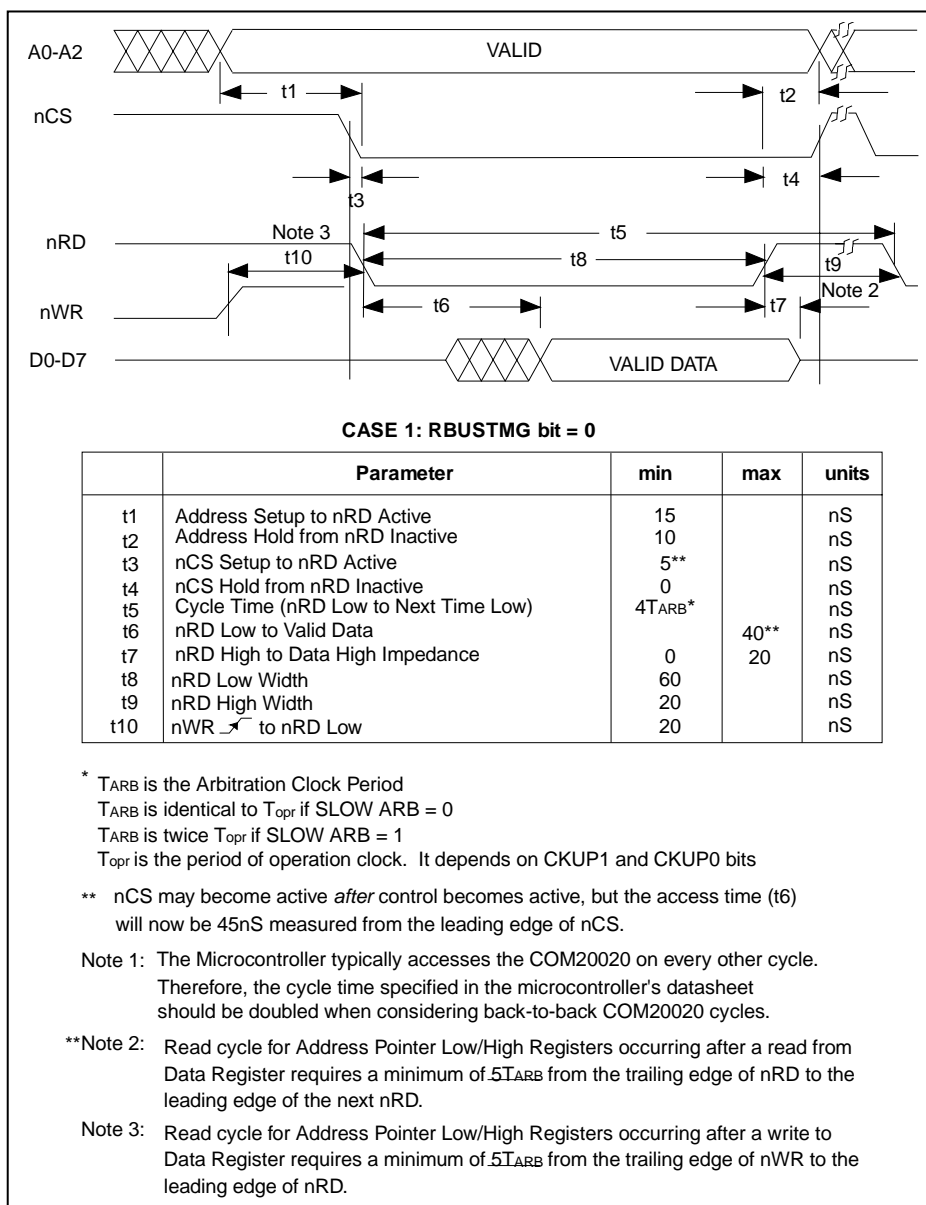 A0-A2
VALID
t1
t2
nCS
t3
t4
nRD
Note 3
t5
t10
t8
t9
nWR
t6
t7
Note 2
D0-D7
VALID DATA
CASE 1: RBUSTMG bit = 0
Parameter min max units
t1 Address Setup to nRD Active 15 nS
t2 Address Hold from nRD Inactive 10 nS
t3 nCS Setup to nRD Active 5** nS
t4 nCS Hold from nRD Inactive 0 nS
t5 Cycle Time (nRD Low to Next Time Low) 4TARB* nS
t6 nRD Low to Valid Data 40** nS
t7 nRD High to Data High Impedance 0 20 nS
t8 nRD Low Width 60 nS
t9 nRD High Width 20 nS
t10 nWR to nRD Low 20 nS
* TARB is the Arbitration Clock Period
TARB is identical to Topr if SLOW ARB = 0
TARB is twice Topr if SLOW ARB = 1
Topr is the period of operation clock. It depends on CKUP1 and CKUP0 bits
** nCS may become active after control becomes active, but the access time (t6)
will now be 45nS measured from the leading edge of nCS.
Note 1: The Microcontroller typically accesses the COM20020 on every other cycle.
Therefore, the cycle time specified in the microcontroller's datasheet
should be doubled when considering back-to-back COM20020 cycles.
**Note 2: Read cycle for Address Pointer Low/High Registers occurring after a read from
Data Register requires a minimum of 5TARB from the trailing edge of nRD to the
leading edge of the next nRD.
Note 3: Read cycle for Address Pointer Low/High Registers occurring after a write to
Data Register requires a minimum of 5TARB from the trailing edge of nWR to the
leading edge of nRD.